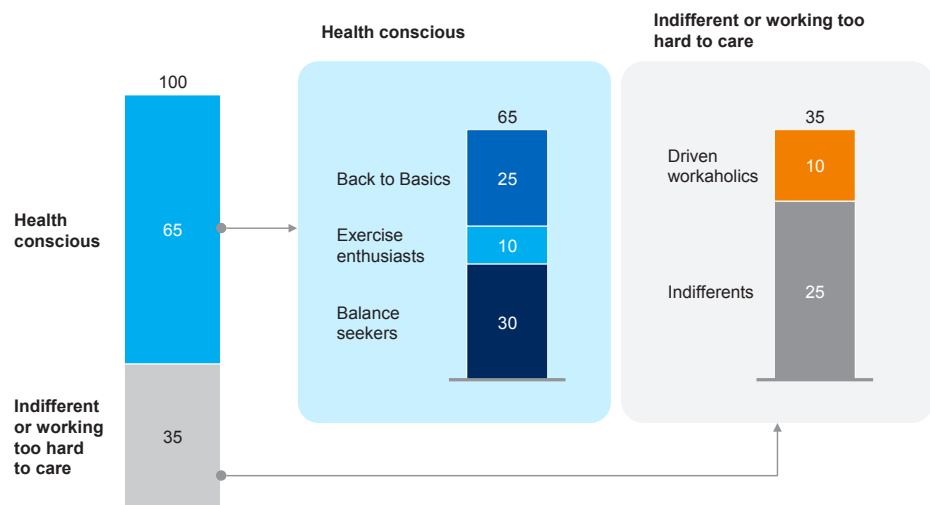 100
Health
conscious
65
Indifferent
or working
too hard
to care
35
Health conscious
65
Back to Basics
25
Exercise
enthusiasts
10
Balance
seekers
30
Indifferent or working too
hard to care
35
Driven
workaholics
10
Indifferents
25